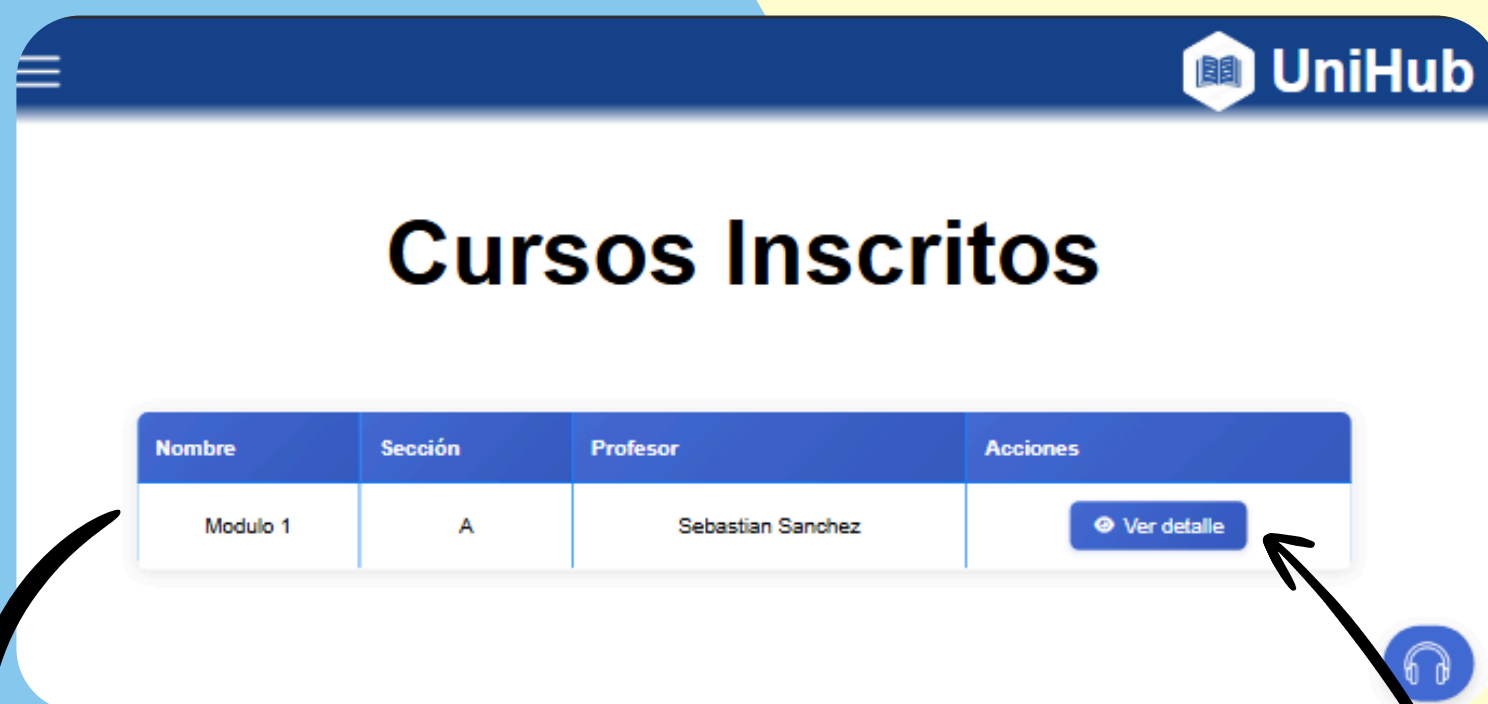 UniHub
Cursos Inscritos
Nombre Sección Profesor Acciones
Modulo 1 A Sebastian Sanchez Ver detalle